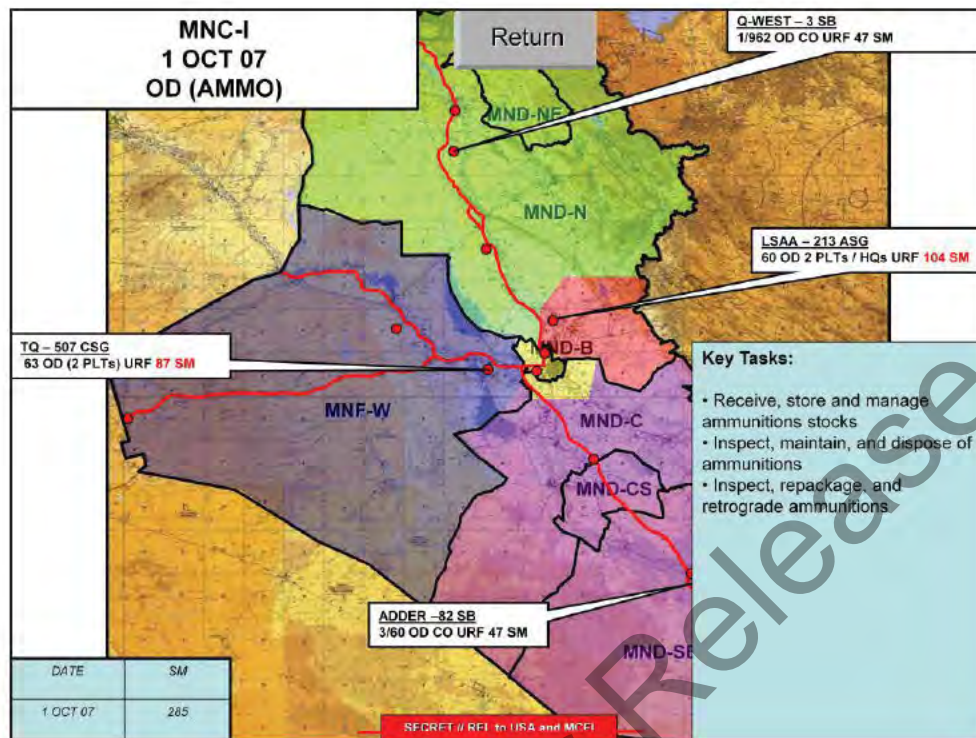 MNC-I
1 OCT 07
OD (AMMO)
Return
Q-WEST – 3 SB
1/962 OD CO URF 47 SM
MND-NE
MND-N
LSAA – 213 ASG
60 OD 2 PLTs / HQs URF 104 SM
TQ – 507 CSG
63 OD (2 PLTs) URF 87 SM
MND-B
MNF-W
MND-C
MND-CS
Key Tasks:
• Receive, store and manage
ammunitions stocks
• Inspect, maintain, and dispose of
ammunitions
• Inspect, repackage, and
retrograde ammunitions
ADDER –82 SB
3/60 OD CO URF 47 SM
MND-SE
DATE SM
1 OCT 07 285
SECRET // REL to USA and MCFI
Release